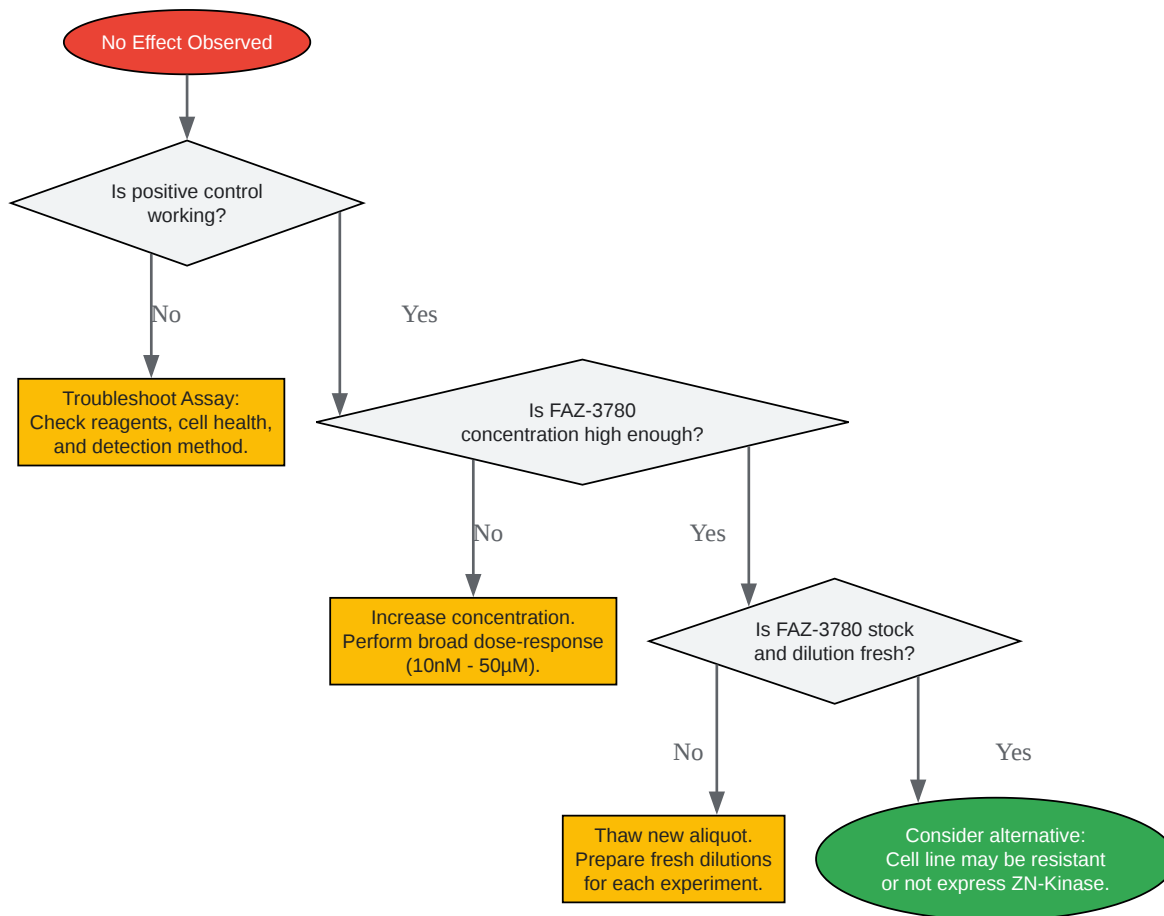 No Effect Observed
Is positive control
working?
No
Yes
Troubleshoot Assay:
Check reagents, cell health,
and detection method.
Is FAZ-3780
concentration high enough?
No
Yes
Increase concentration.
Perform broad dose-response
(10nM - 50µM).
Is FAZ-3780 stock
and dilution fresh?
No
Yes
Thaw new aliquot.
Prepare fresh dilutions
for each experiment.
Consider alternative:
Cell line may be resistant
or not express ZN-Kinase.